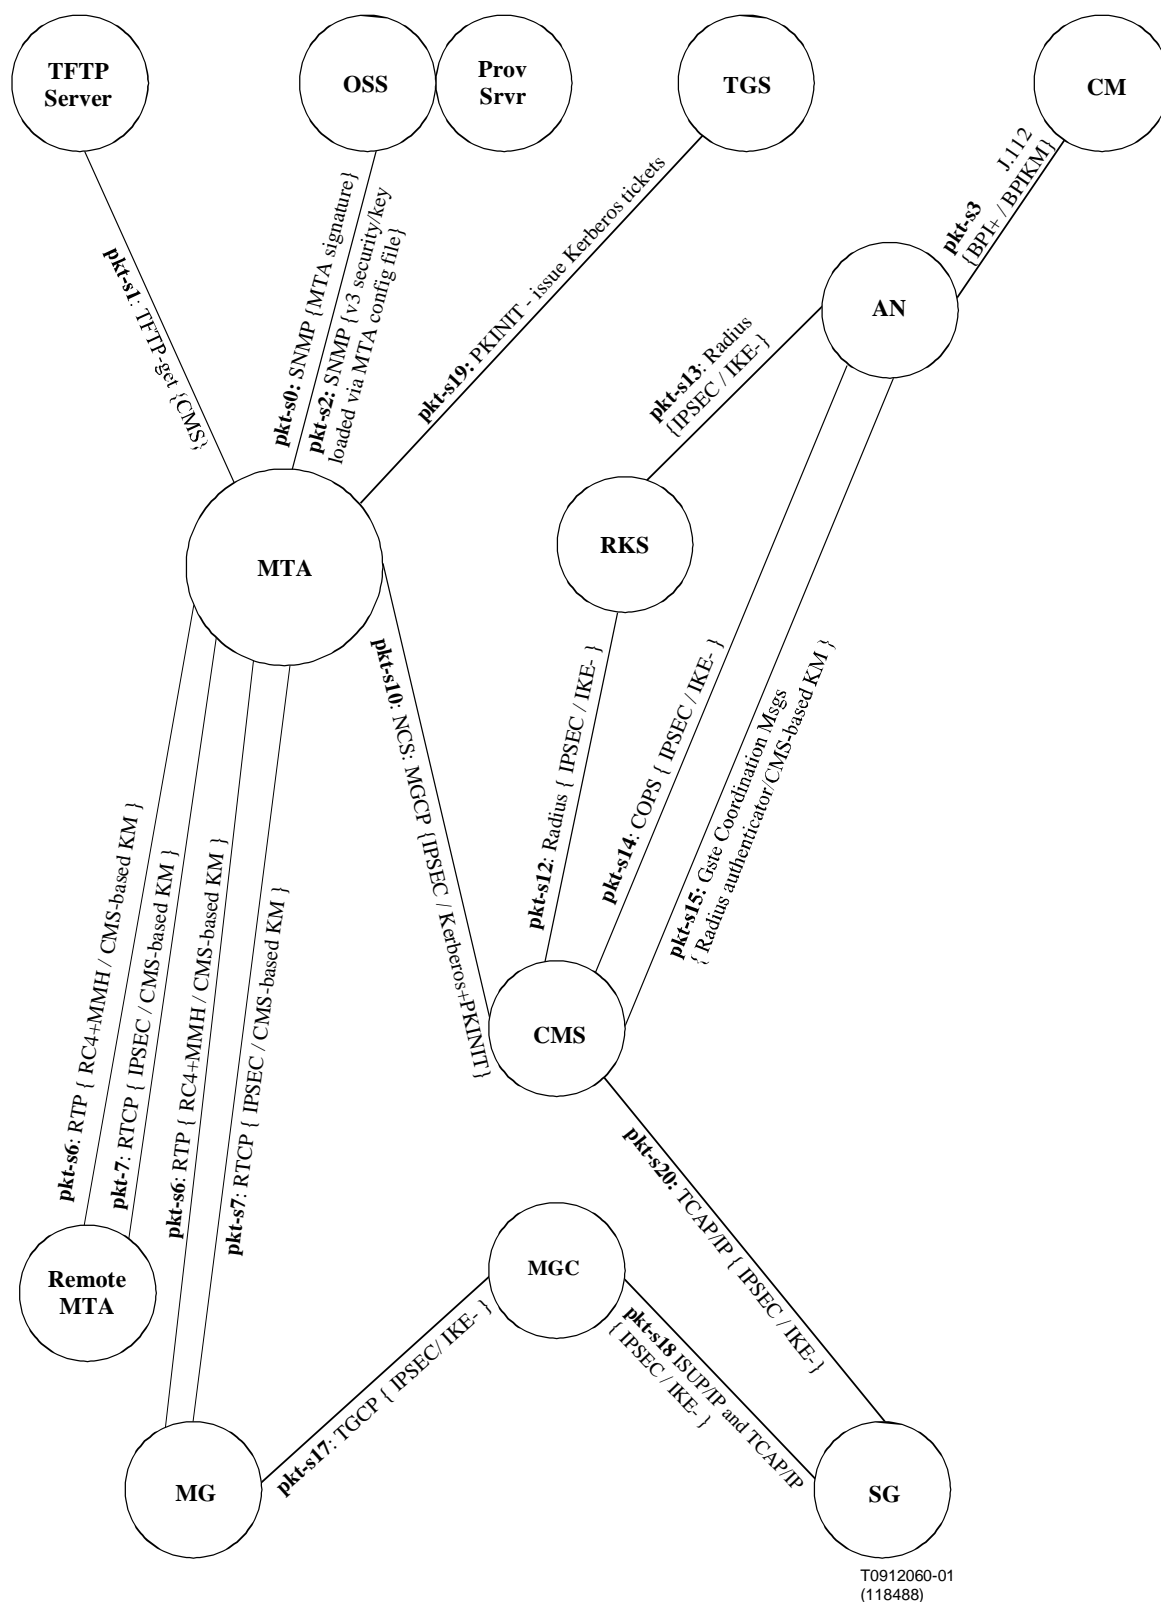 TFTP
Server
OSS
Prov
Srvr
TGS
CM
pkt-s1: TFTP-get {CMS}
pkt-s0: SNMP {MTA signature}
pkt-s2: SNMP {v3 security/key
loaded via MTA config file}
pkt-s19: PKINIT - issue Kerberos tickets
J.112
pkt-s3
{BPI+ / BPIKM}
AN
pkt-s13: Radius
{IPSEC / IKE-}
MTA
RKS
pkt-s10: NCS: MGCP {IPSEC / Kerberos+PKINIT}
pkt-s12: Radius { IPSEC / IKE- }
pkt-s14: COPS { IPSEC / IKE- }
pkt-s15: Gste Coordination Msgs
{ Radius authenticator/CMS-based KM }
pkt-s6: RTP { RC4+MMH / CMS-based KM }
pkt-7: RTCP { IPSEC / CMS-based KM }
pkt-s6: RTP { RC4+MMH / CMS-based KM }
pkt-s7: RTCP { IPSEC / CMS-based KM }
CMS
pkt-s20: TCAP/IP { IPSEC / IKE- }
Remote
MTA
MGC
pkt-s17: TGCP { IPSEC/ IKE- }
pkt-s18 ISUP/IP and TCAP/IP
{ IPSEC / IKE- }
MG
SG
T0912060-01
(118488)